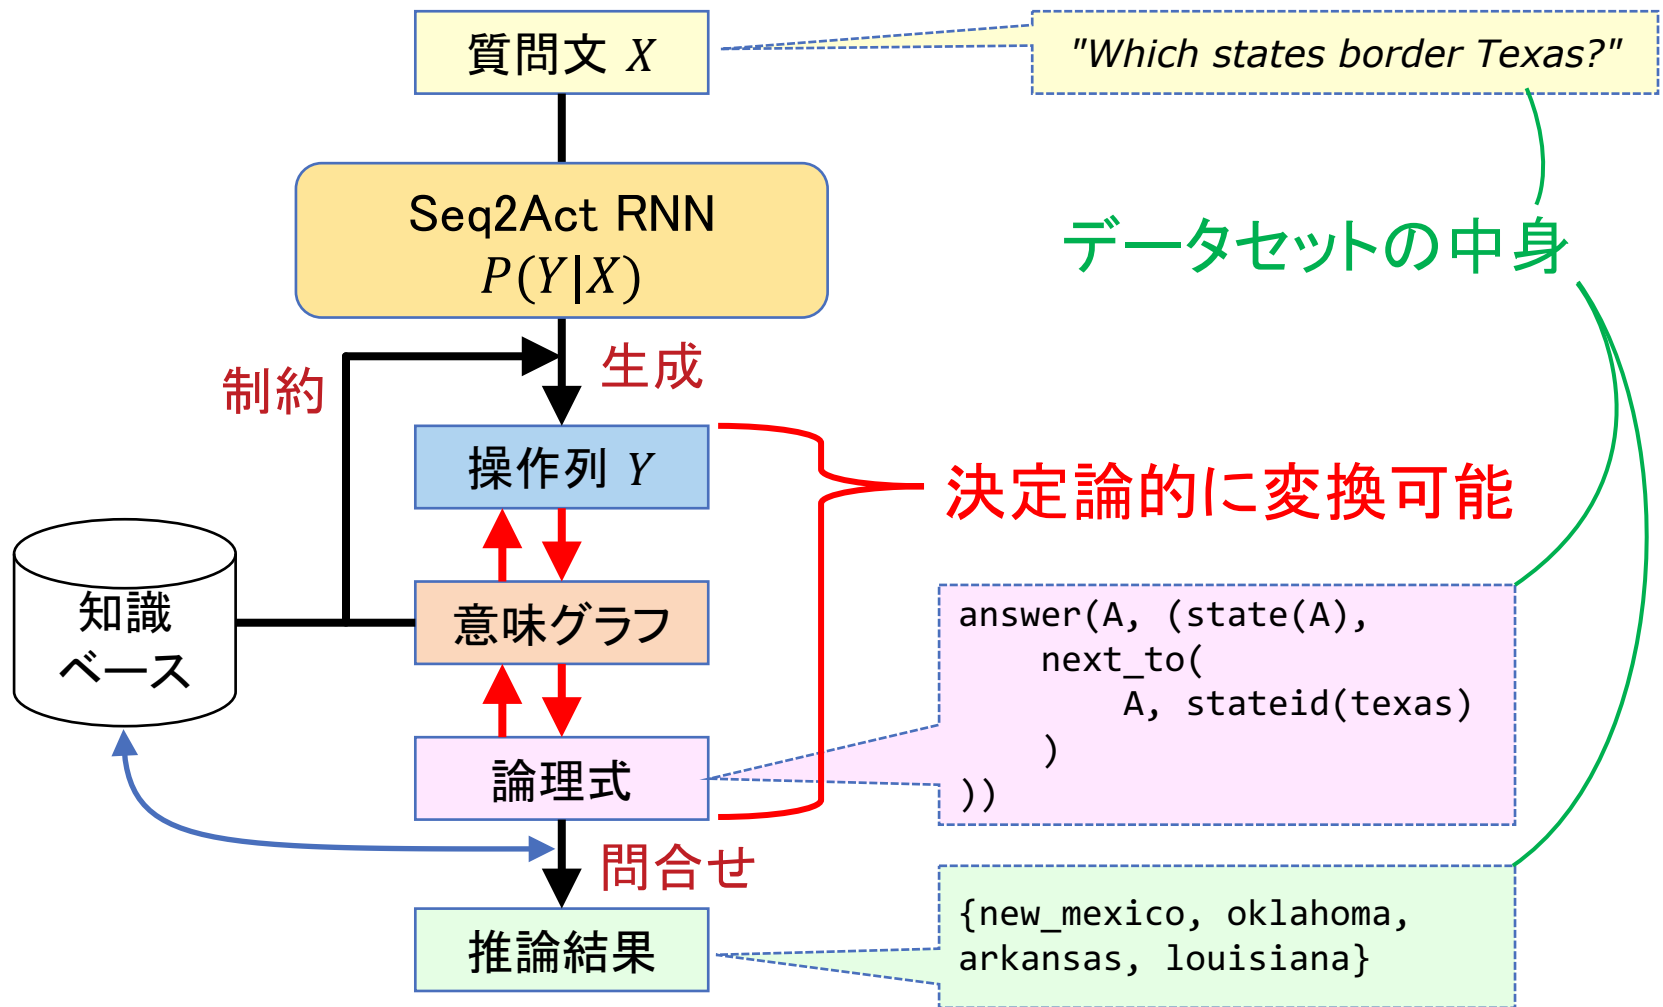 質問文 X
"Which states border Texas?"
Seq2Act RNN
P(Y|X)
データセットの中身
制約
生成
操作列 Y
決定論的に変換可能
知識
ベース
意味グラフ
answer(A, (state(A),
next_to(
A, stateid(texas)
)
))
論理式
問合せ
推論結果
{new_mexico, oklahoma,
arkansas, louisiana}